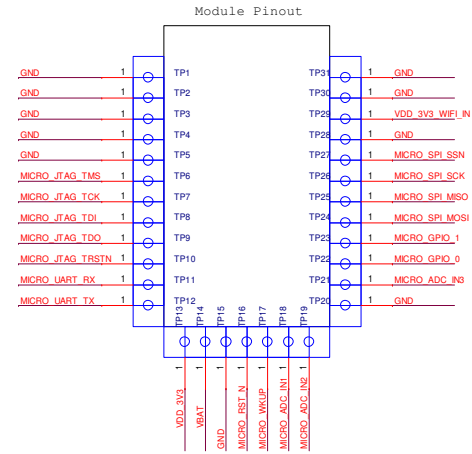 Module Pinout
GND 1 TP1 TP31 1 GND
GND 1 TP2 TP30 1 GND
GND 1 TP3 TP29 1 VDD_3V3_WIFI_IN
GND 1 TP4 TP28 1 GND
GND 1 TP5 TP27 1 MICRO_SPI_SSN
MICRO_JTAG_TMS 1 TP6 TP26 1 MICRO_SPI_SCK
MICRO_JTAG_TCK 1 TP7 TP25 1 MICRO_SPI_MISO
MICRO_JTAG_TDI 1 TP8 TP24 1 MICRO_SPI_MOSI
MICRO_JTAG_TDO 1 TP9 TP23 1 MICRO_GPIO_1
MICRO_JTAG_TRSTN 1 TP10 TP22 1 MICRO_GPIO_0
MICRO_UART_RX 1 TP11 TP21 1 MICRO_ADC_IN3
MICRO_UART_TX 1 TP12 TP20 1 GND
TP13 1 VDD_3V3
TP14 1 VBAT
TP15 1 GND
TP16 1 MICRO_RST_N
TP17 1 MICRO_WKUP
TP18 1 MICRO_ADC_IN1
TP19 1 MICRO_ADC_IN2